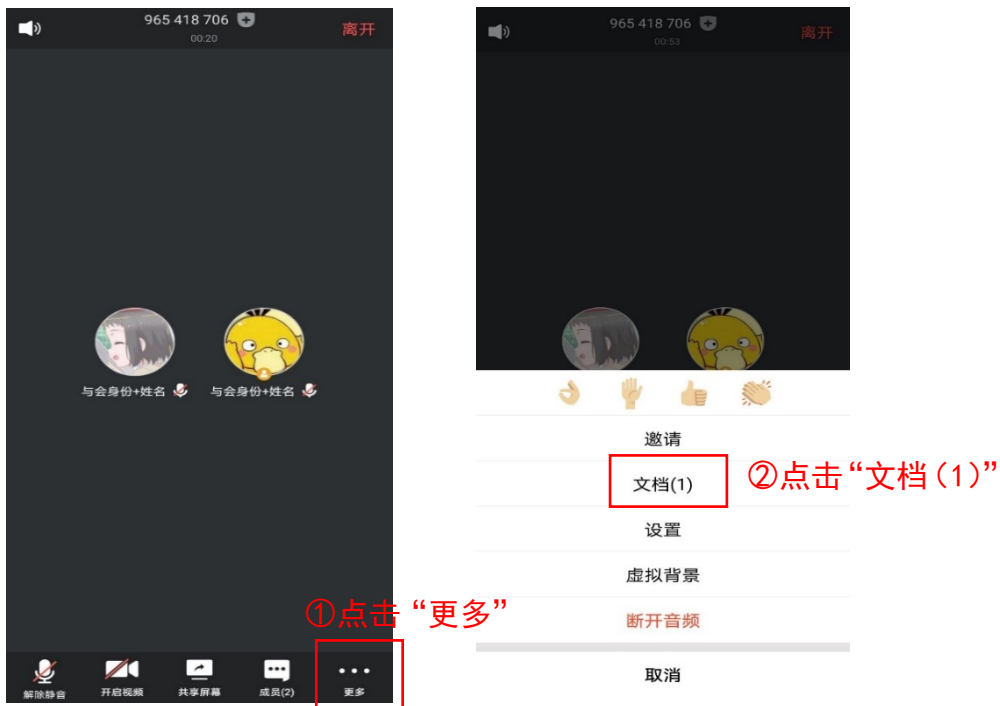 965 418 706
00:20
离开
与会身份+姓名
与会身份+姓名
①点击“更多”
解除静音
开启视频
共享屏幕
成员(2)
更多
965 418 706
00:53
离开
邀请
文档(1)
②点击“文档(1)”
设置
虚拟背景
断开音频
取消